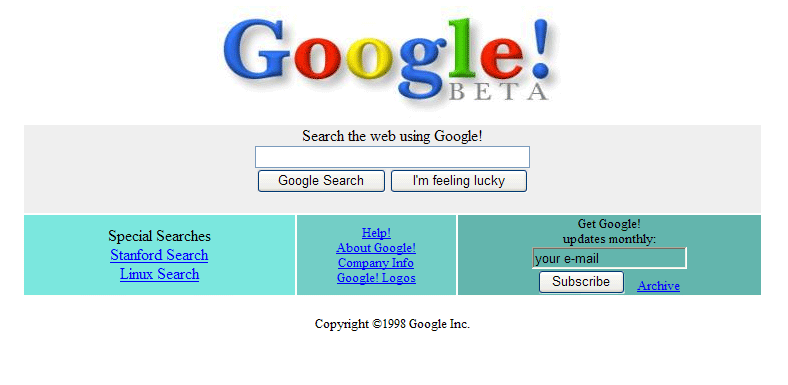 Google!
BETA
Search the web using Google!
Google Search
I'm feeling lucky
Special Searches
Stanford Search
Linux Search
Help!
About Google!
Company Info
Google! Logos
Get Google!
updates monthly:
your e-mail
Subscribe
Archive
Copyright ©1998 Google Inc.